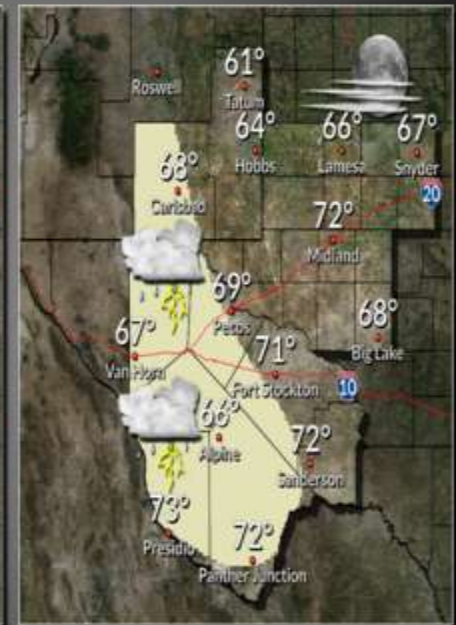 61°
Roswell
Tatum
64° 66° 67°
Hobbs Lamesa Snyder
68°
Carlsbad
20
72°
Midland
69°
Pecos
67°
Van Horn
68°
Big Lake
71°
Fort Stockton
10
66°
Alpine
72°
Sanderson
73°
Presidio
72°
Panther Junction